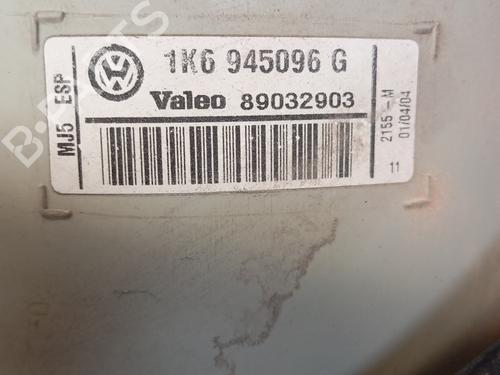 1K6 945096 G
Valeo 89032903
MJ5 ESP
2155 -M
01/04/04
11
B-PARTS